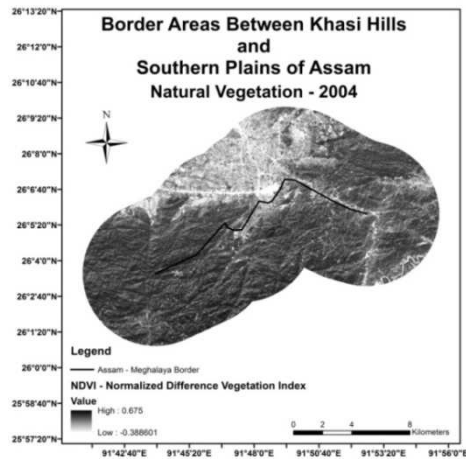 Border Areas Between Khasi Hills
and
Southern Plains of Assam
Natural Vegetation - 2004
26°13'20"N
26°12'0"N
26°10'40"N
26°9'20"N
26°8'0"N
26°6'40"N
26°5'20"N
26°4'0"N
26°2'40"N
26°1'20"N
26°0'0"N
25°58'40"N
25°57'20"N
N
Legend
Assam - Meghalaya Border
NDVI - Normalized Difference Vegetation Index
Value
High : 0.675
Low : -0.388601
0 2 4 8
Kilometers
91°42'40"E 91°45'20"E 91°48'0"E 91°50'40"E 91°53'20"E 91°56'0"E